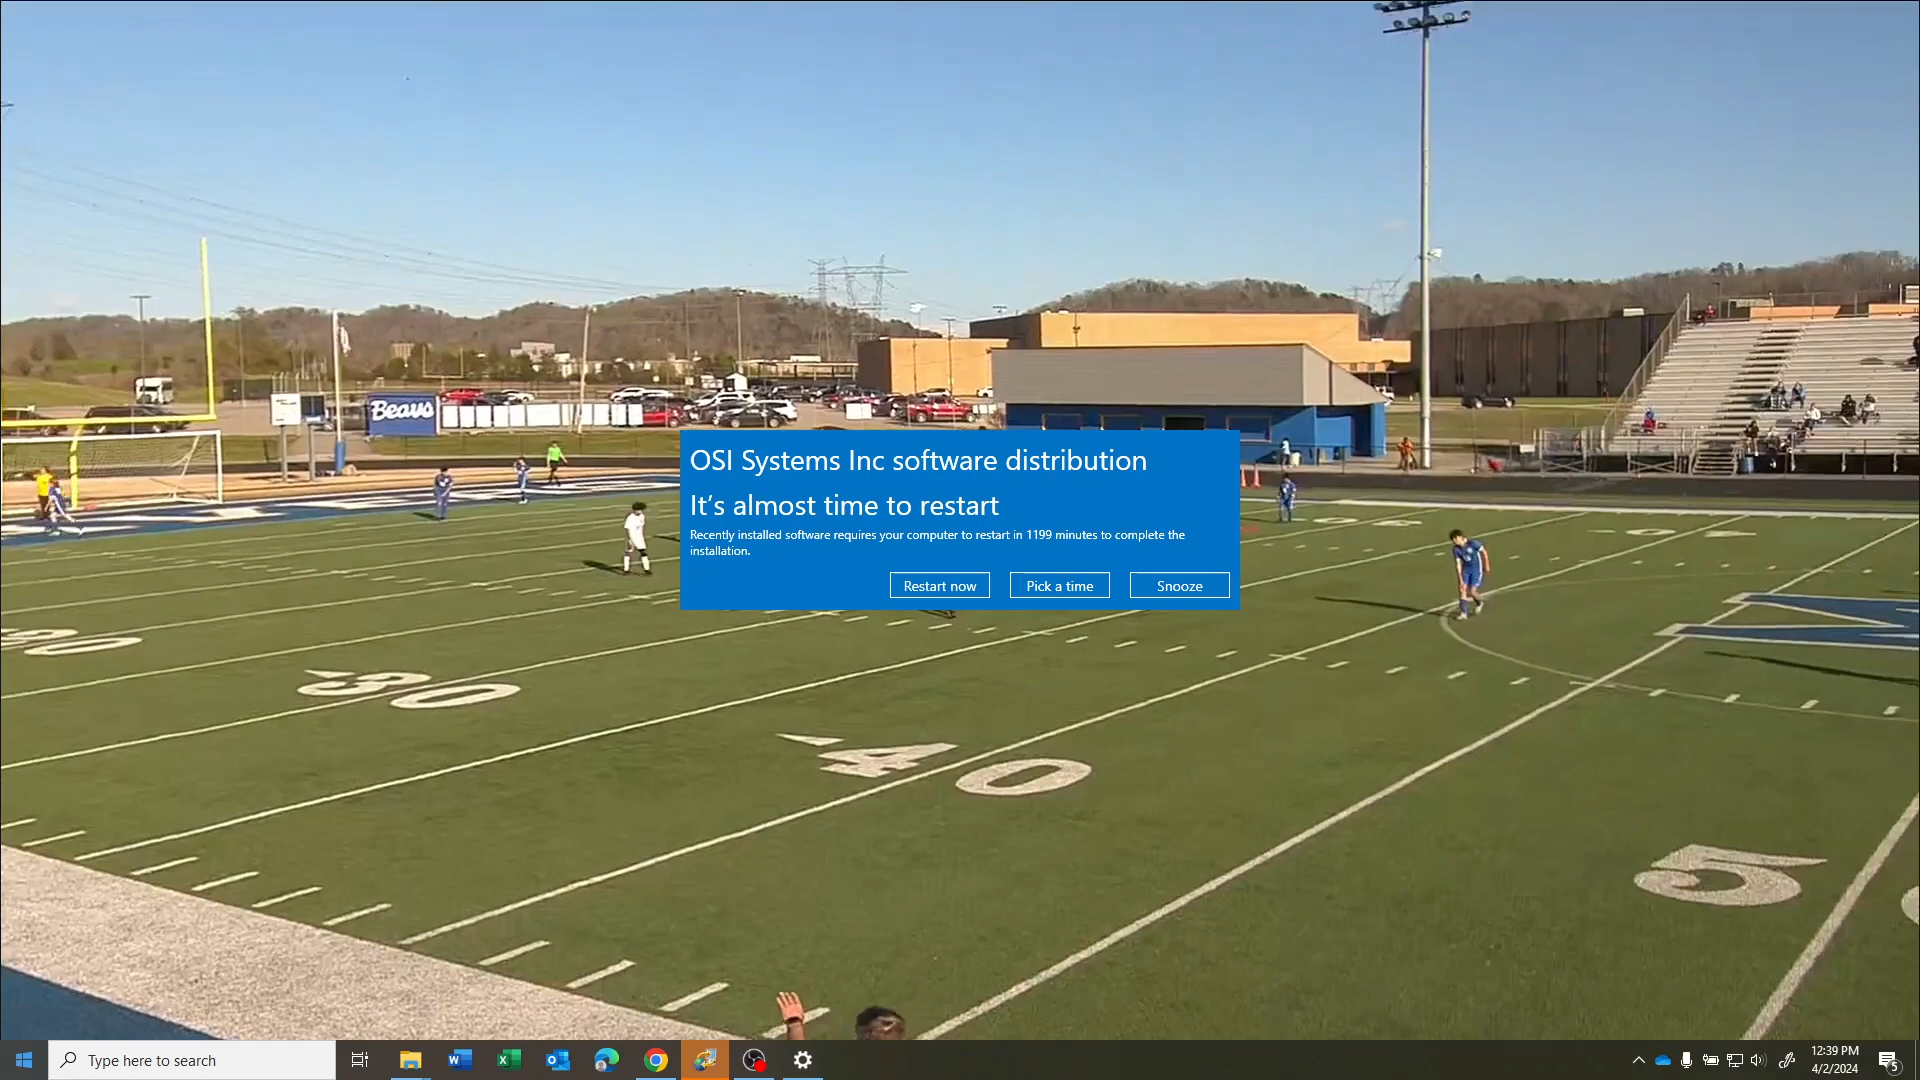 Beavs
OSI Systems Inc software distribution
It's almost time to restart
Recently installed software requires your computer to restart in 1199 minutes to complete the
installation.
Restart now
Pick a time
Snooze
30
40
5
Type here to search
12:39 PM
4/2/2024
5